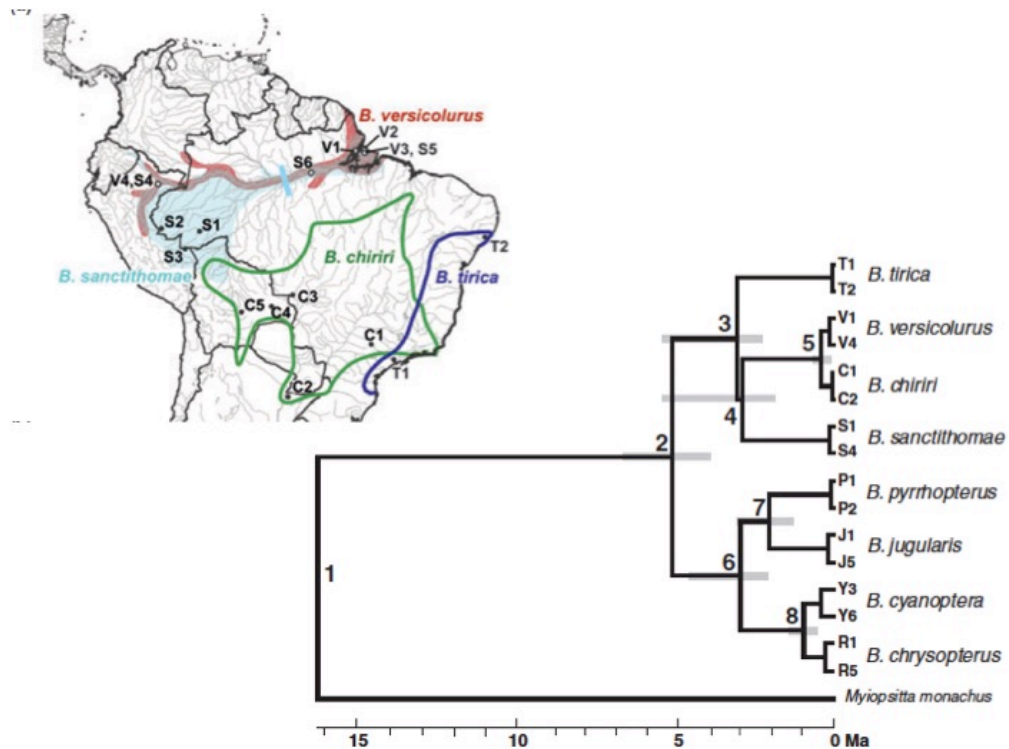 B. versicolurus
V2
V1
V3, S5
S6
V4,S4
S2
S1
S3
T2
B. chiriri
B. tirica
B. sanctithomae
C3
C5
C4
C1
T1
C2
T1
B. tirica
T2
3
V1
B. versicolurus
5
V4
C1
B. chiriri
C2
4
S1
B. sanctithomae
2
S4
P1
B. pyrrhopterus
7
P2
J1
B. jugularis
1
6
J5
Y3
B. cyanoptera
8
Y6
R1
B. chrysopterus
R5
Myiopsitta monachus
15 10 5 0 Ma